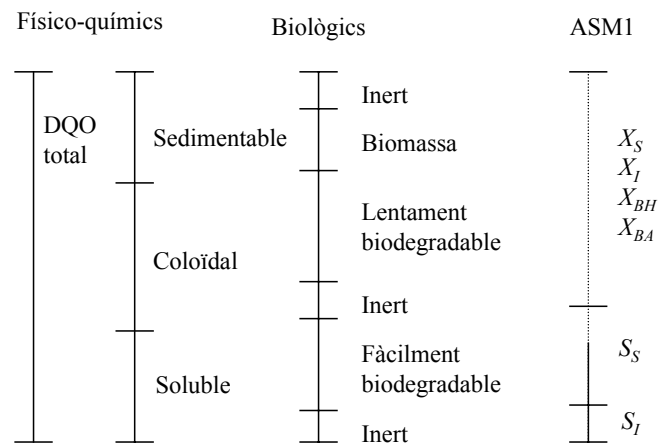 Físico-químics
Biològics
ASM1
DQO
total
Sedimentable
Coloïdal
Soluble
Inert
Biomassa
Lentament
biodegradable
Inert
Fàcilment
biodegradable
Inert
X_S
X_I
X_BH
X_BA
S_S
S_I